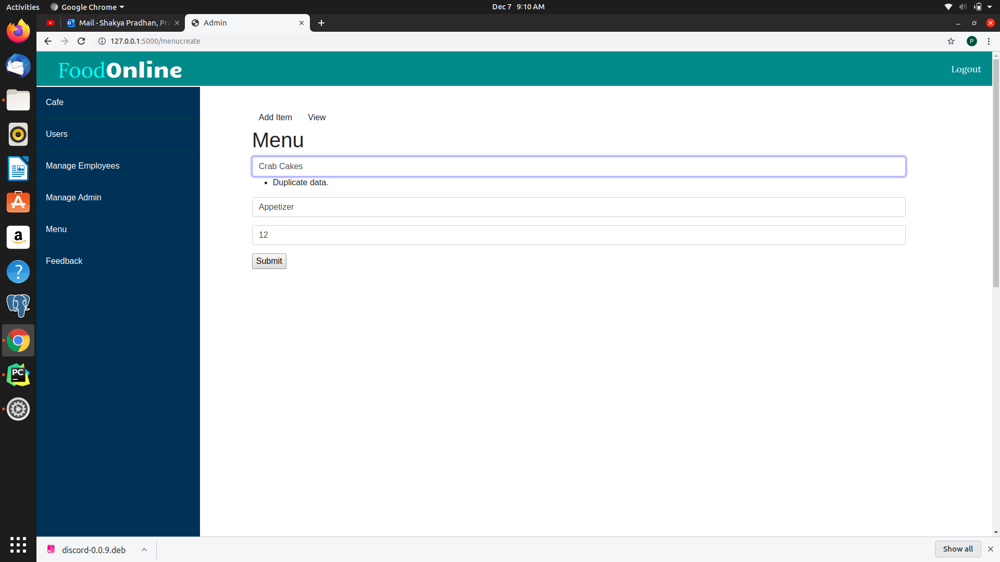 Activities
Google Chrome
Dec 7 9:10 AM
Mail - Shakya Pradhan, Pra
Admin
127.0.0.1:5000/menucreate
P
FoodOnline
Logout
Cafe
Users
Manage Employees
Manage Admin
Menu
Feedback
Add Item
View
Menu
Crab Cakes
Duplicate data.
Appetizer
12
Submit
a
?
PC
discord-0.0.9.deb
Show all